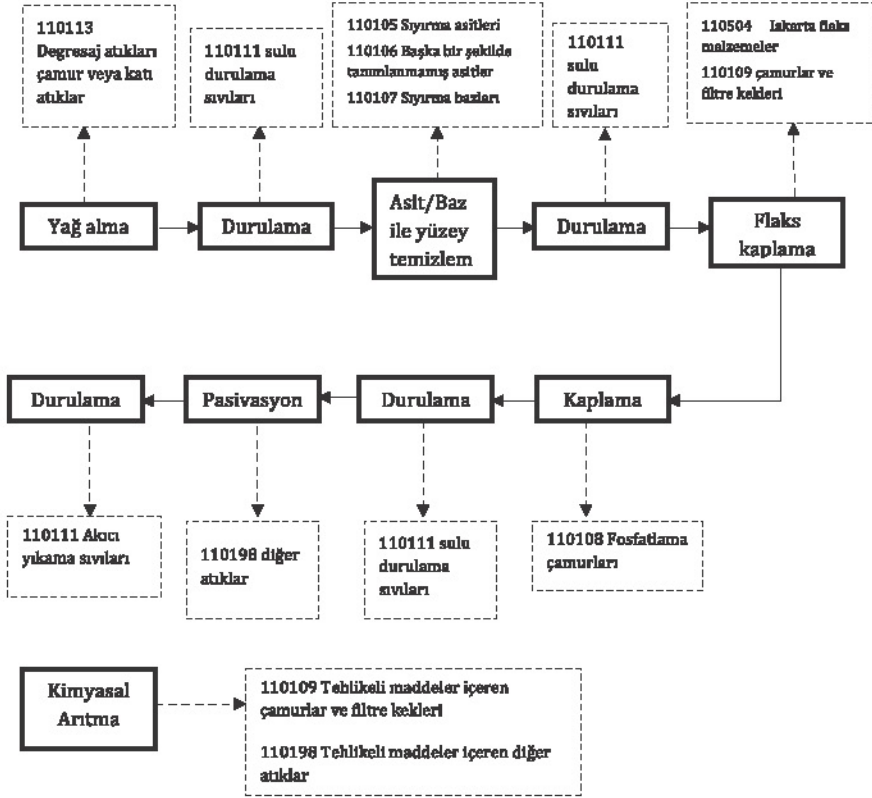 110113
Degresaj atıkları
çamur veya katı
atıklar
110111 sulu
durulama
sıvıları
110105 Sıyırma asitleri
110106 Başka bir şekilde
tanımlanmamış asitler
110107 Sıyırma bazları
110111
sulu
durulama
sıvıları
110504 Iskarta flaks
malzemeler
110109 çamurlar ve
filtre kekleri
Yağ alma
Durulama
Asit/Baz
ile yüzey
temizlem
Durulama
Flaks
kaplama
Durulama
Pasivasyon
Durulama
Kaplama
110111 Akıcı
yıkama sıvıları
110198 diğer
atıklar
110111 sulu
durulama
sıvıları
110108 Fosfatlama
çamurları
Kimyasal
Arıtma
110109 Tehlikeli maddeler içeren
çamurlar ve filtre kekleri
110198 Tehlikeli maddeler içeren diğer
atıklar